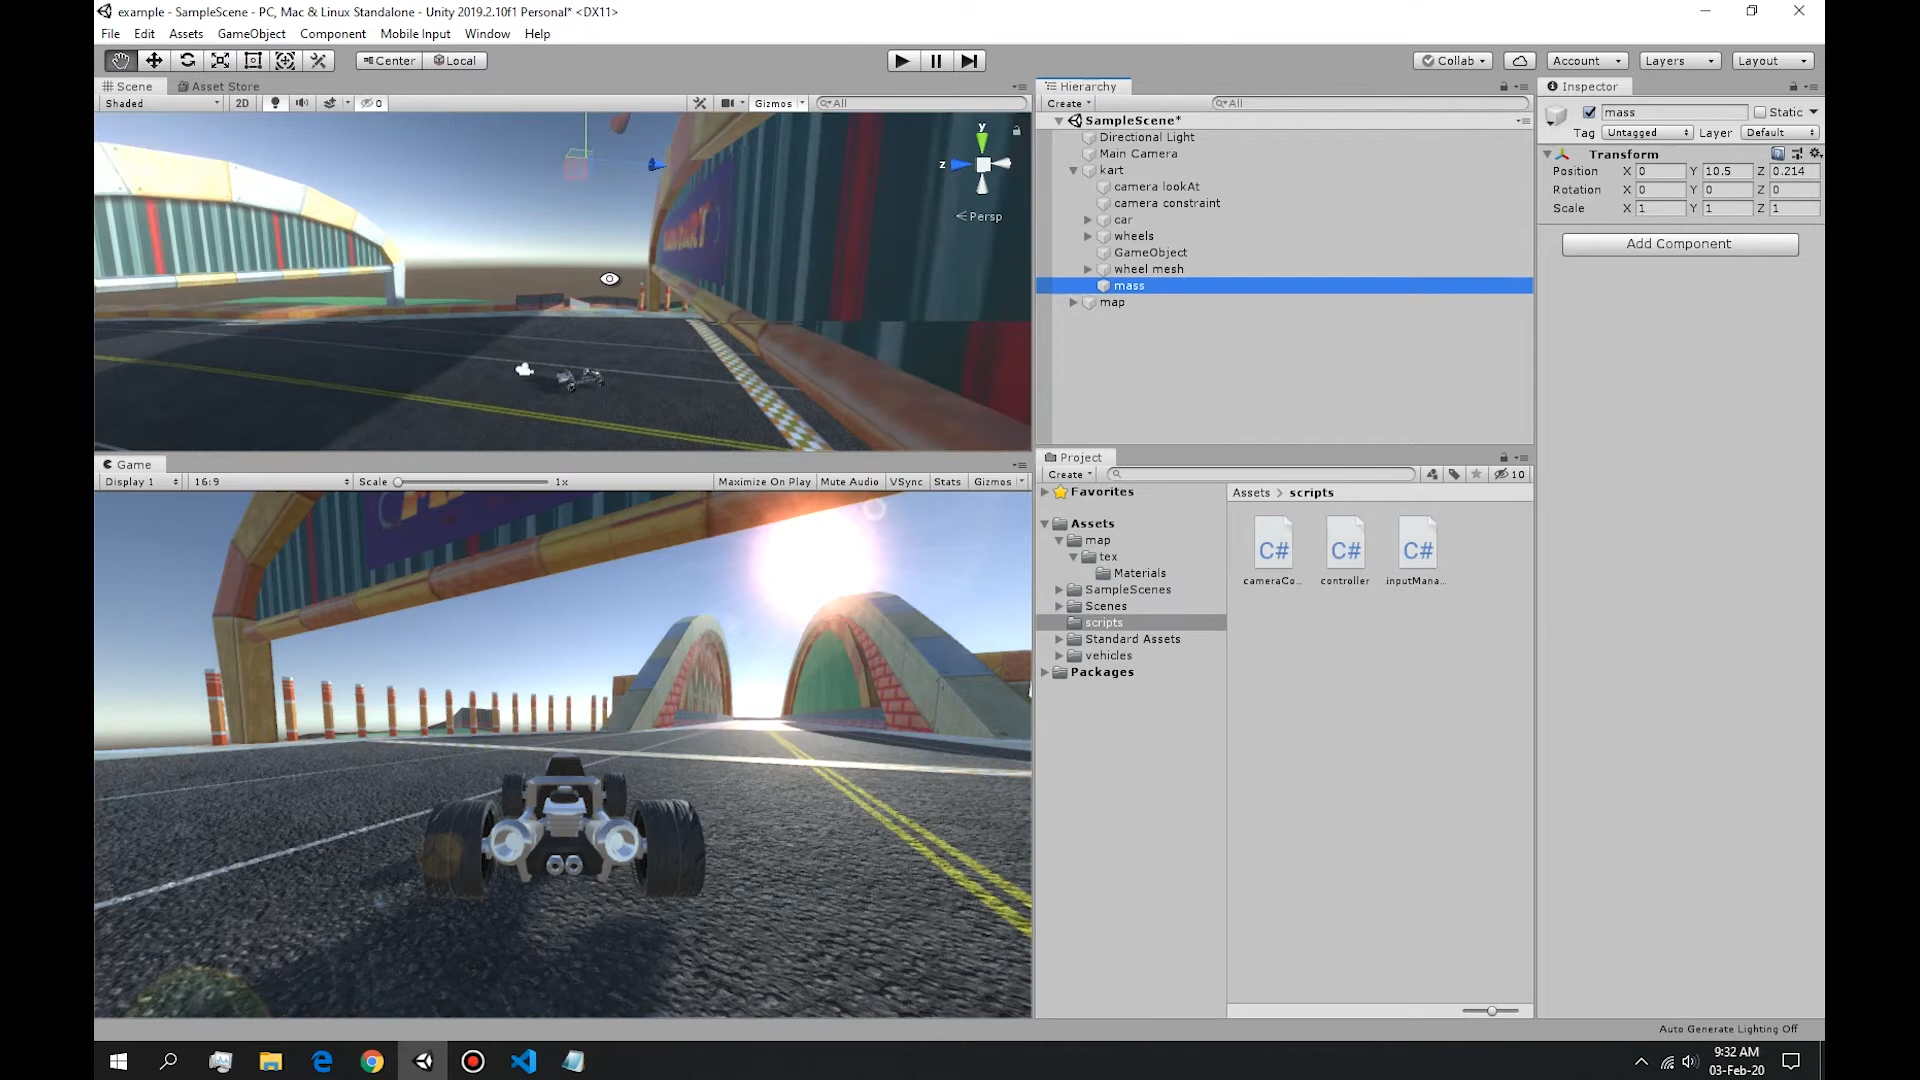 example - SampleScene - PC, Mac & Linux Standalone - Unity 2019.2.10f1 Personal* <DX11>
File Edit Assets GameObject Component Mobile Input Window Help
Center Local Collab Account Layers Layout
Scene Asset Store
Shaded 2D 0 Gizmos All
y
z
Persp
Game
Display 1 16:9 Scale 1x Maximize On Play Mute Audio VSync Stats Gizmos
Hierarchy
Create All
SampleScene*
Directional Light
Main Camera
kart
camera lookAt
camera constraint
car
wheels
GameObject
wheel mesh
mass
map
Project
Create 10
Favorites
Assets
map
tex
Materials
SampleScenes
Scenes
scripts
Standard Assets
vehicles
Packages
Assets > scripts
C# C# C#
cameraCo... controller inputMana...
Inspector
mass Static
Tag Untagged Layer Default
Transform
Position X 0 Y 10.5 Z 0.214
Rotation X 0 Y 0 Z 0
Scale X 1 Y 1 Z 1
Add Component
Auto Generate Lighting Off
9:32 AM
03-Feb-20